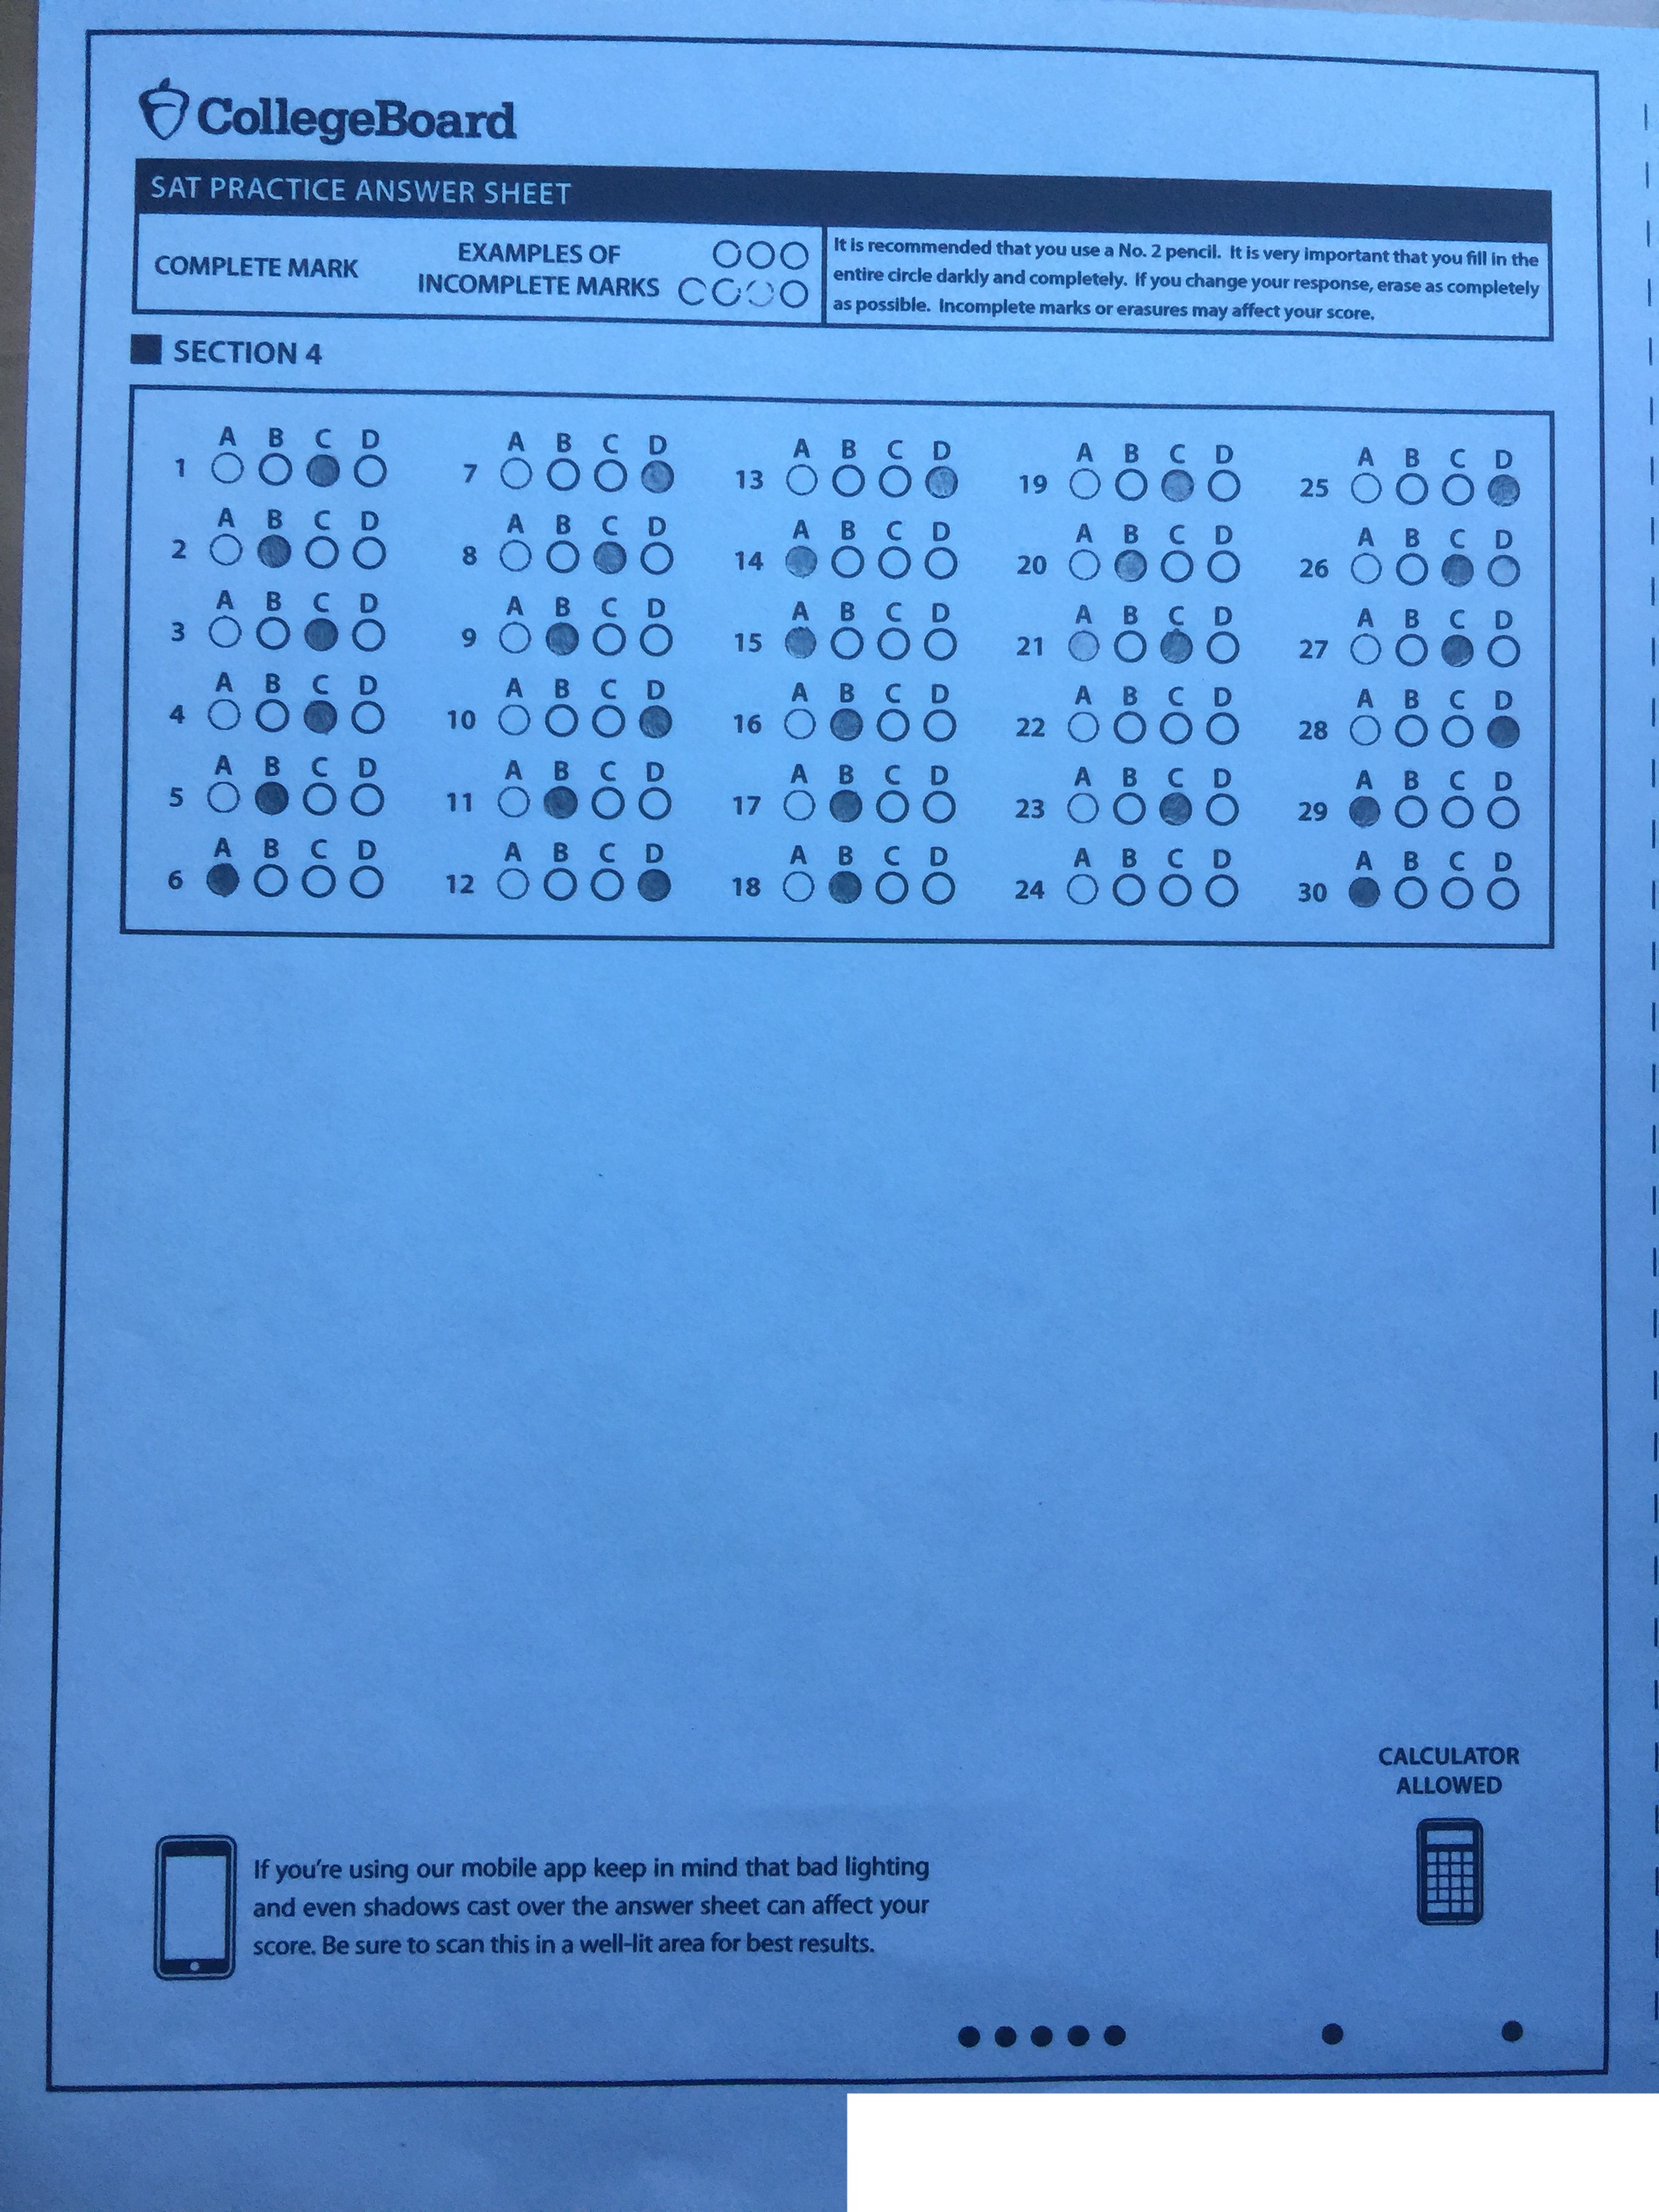 CollegeBoard
SAT PRACTICE ANSWER SHEET
COMPLETE MARK
EXAMPLES OF
INCOMPLETE MARKS
It is recommended that you use a No. 2 pencil. It is very important that you fill in the
entire circle darkly and completely. If you change your response, erase as completely
as possible. Incomplete marks or erasures may affect your score.
SECTION 4
A B C D
1
A B C D
2
A B C D
3
A B C D
4
A B C D
5
A B C D
6
A B C D
7
A B C D
8
A B C D
9
A B C D
10
A B C D
11
A B C D
12
A B C D
13
A B C D
14
A B C D
15
A B C D
16
A B C D
17
A B C D
18
A B C D
19
A B C D
20
A B C D
21
A B C D
22
A B C D
23
A B C D
24
A B C D
25
A B C D
26
A B C D
27
A B C D
28
A B C D
29
A B C D
30
CALCULATOR
ALLOWED
If you're using our mobile app keep in mind that bad lighting
and even shadows cast over the answer sheet can affect your
score. Be sure to scan this in a well-lit area for best results.